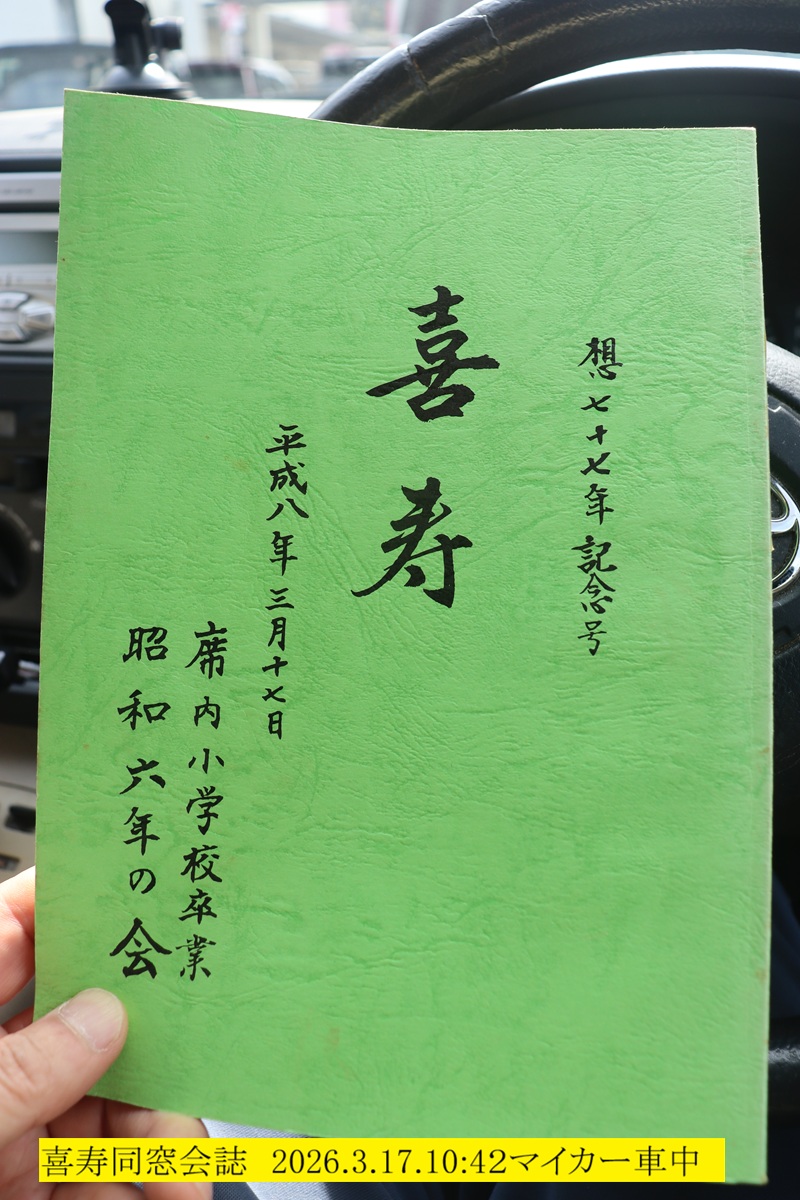 想七十七年記念号
喜寿
平成八年三月十七日
席内小学校卒業
昭和六年の会
喜寿同窓会誌 2026.3.17.10:42マイカー車中